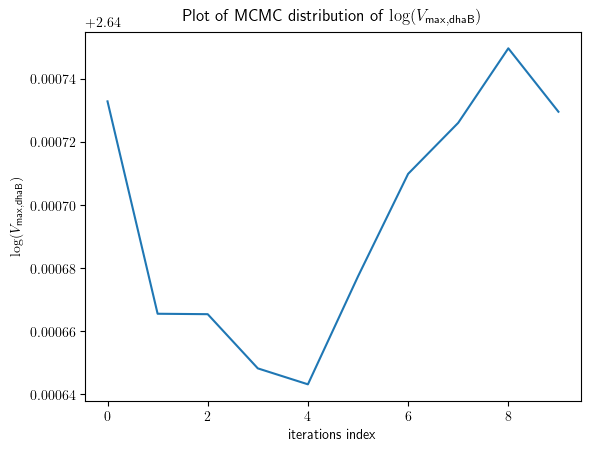 Plot of MCMC distribution of log(V_max,dhaB)
+2.64
0.00074
0.00072
0.00070
0.00068
0.00066
0.00064
log(V_max,dhaB)
0 2 4 6 8
iterations index